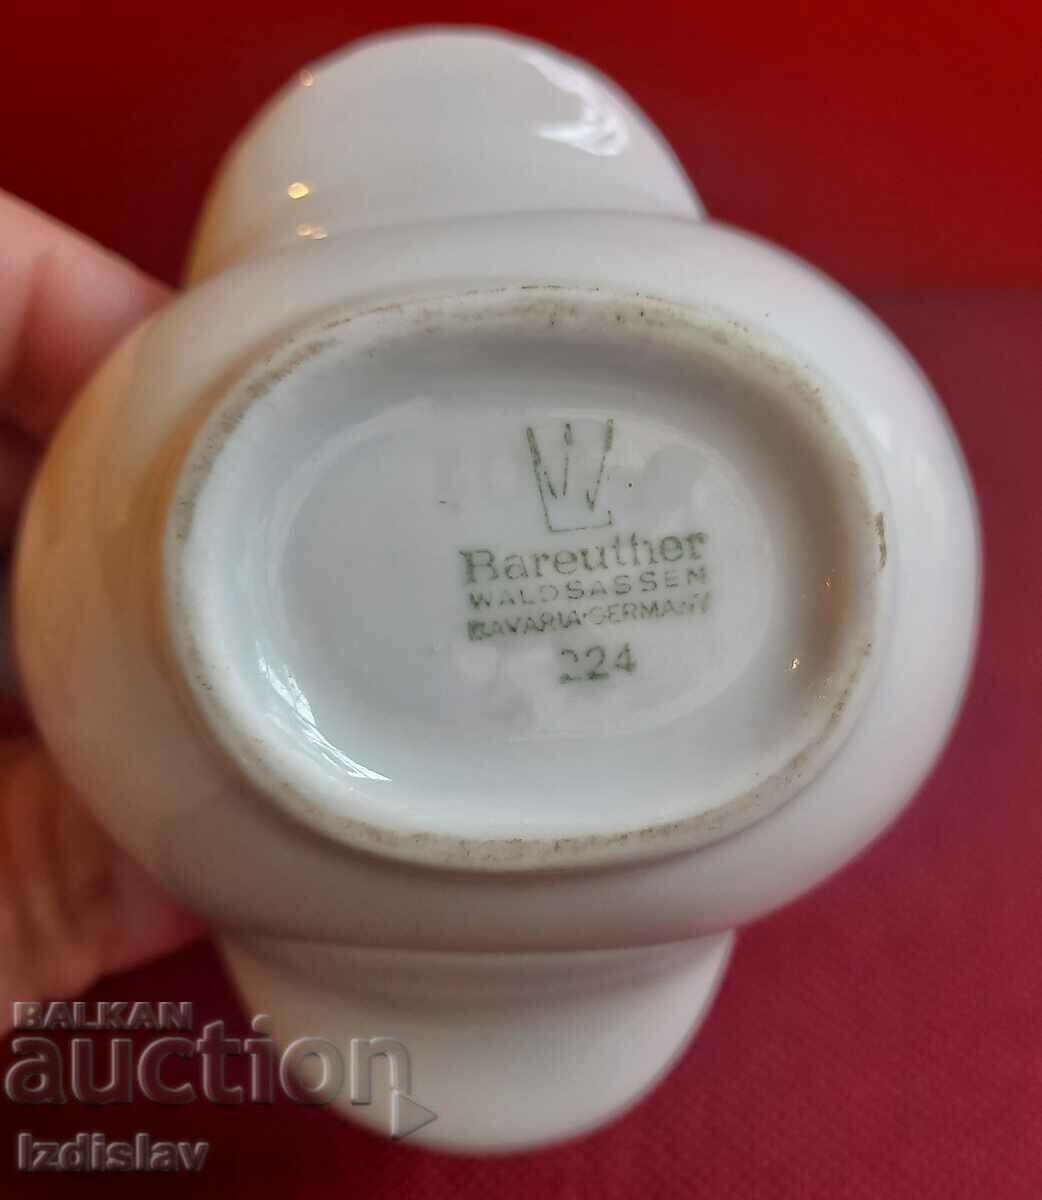 Bareuther
WALDSASSEN
BAVARIA·GERMANY
224
BALKAN
auction
Izdislav